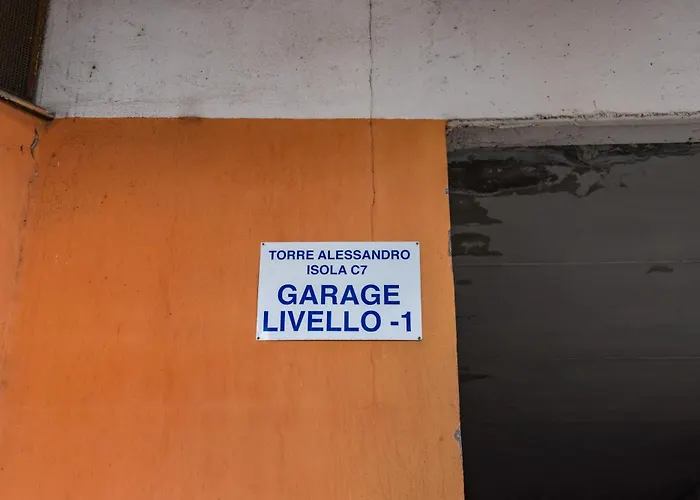 TORRE ALESSANDRO
ISOLA C7
GARAGE
LIVELLO -1